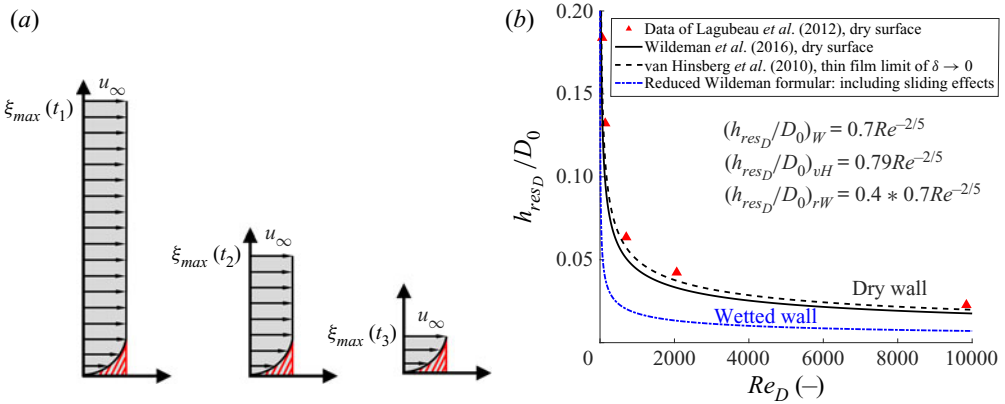 (a)
u∞
ξmax (t1)
u∞
ξmax (t2)
u∞
ξmax (t3)
(b)
0.20
0.15
0.10
0.05
hresD /D0
Data of Lagubeau et al. (2012), dry surface
Wildeman et al (2016), dry surface
van Hinsberg et al. (2010), thin film limit of δ → 0
Reduced Wildeman formular: including sliding effects
(hresD/D0)W = 0.7Re–2/5
(hresD/D0)vH = 0.79Re–2/5
(hresD/D0)rW = 0.4 * 0.7Re–2/5
Dry wall
Wetted wall
0 2000 4000 6000 8000 10000
ReD (–)